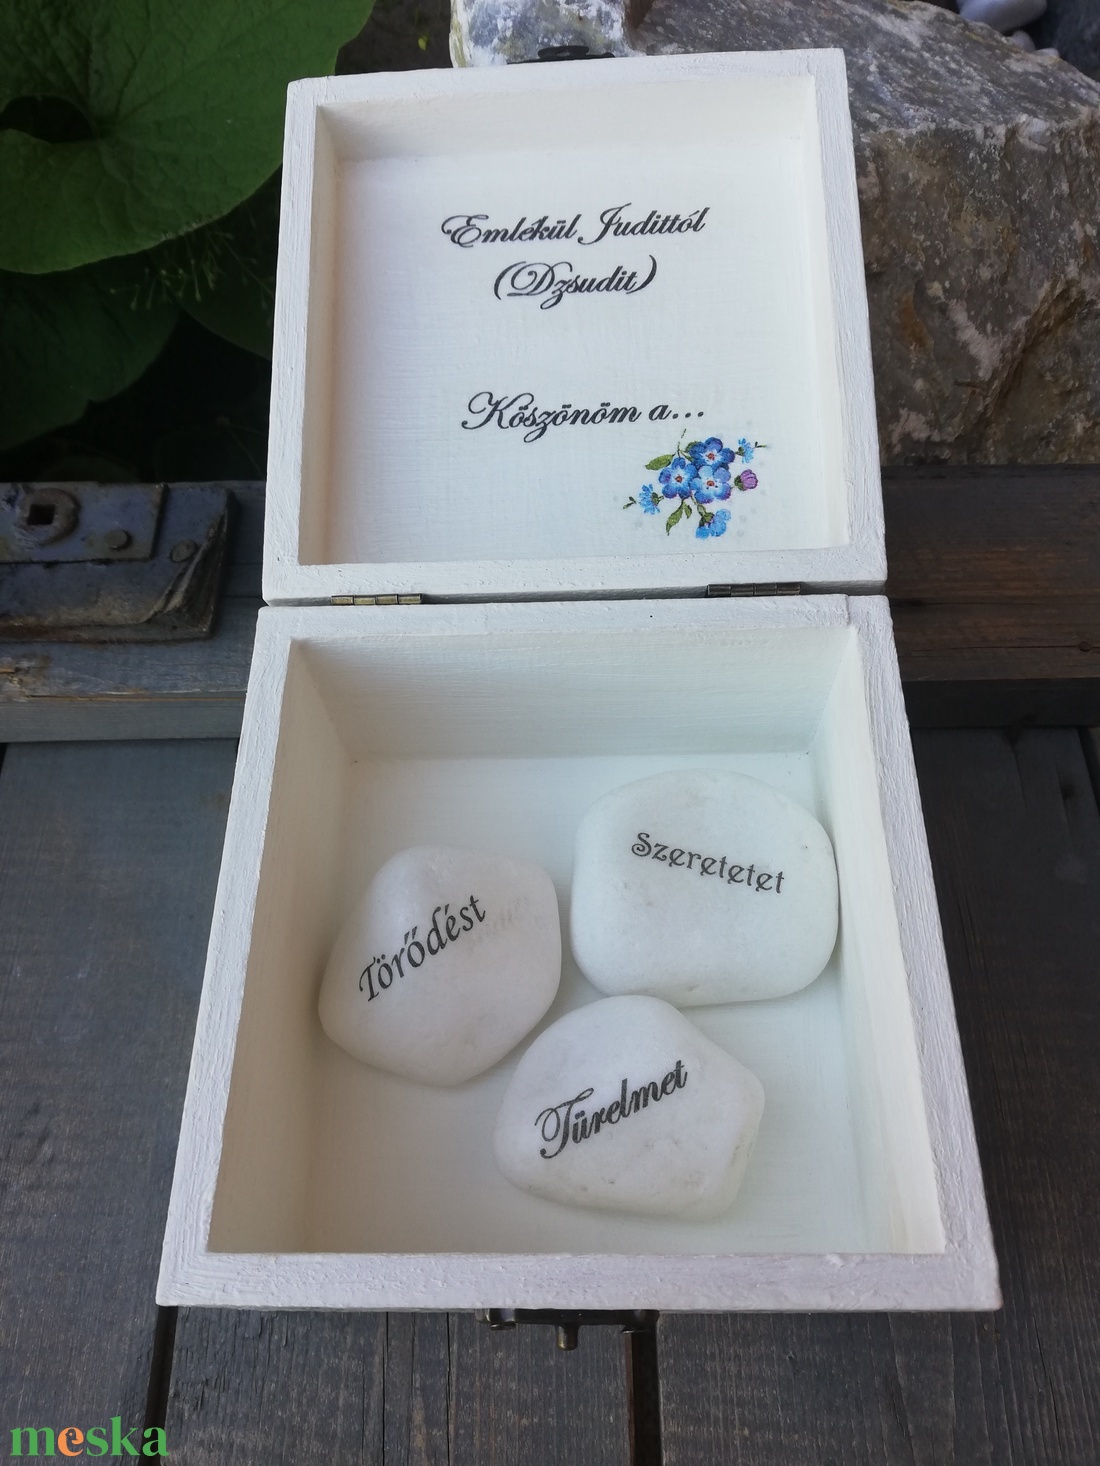 Emlékül Judittól
(Dzsudit)
Köszönöm a...
Szeretetet
Törődést
Türelmet
meska